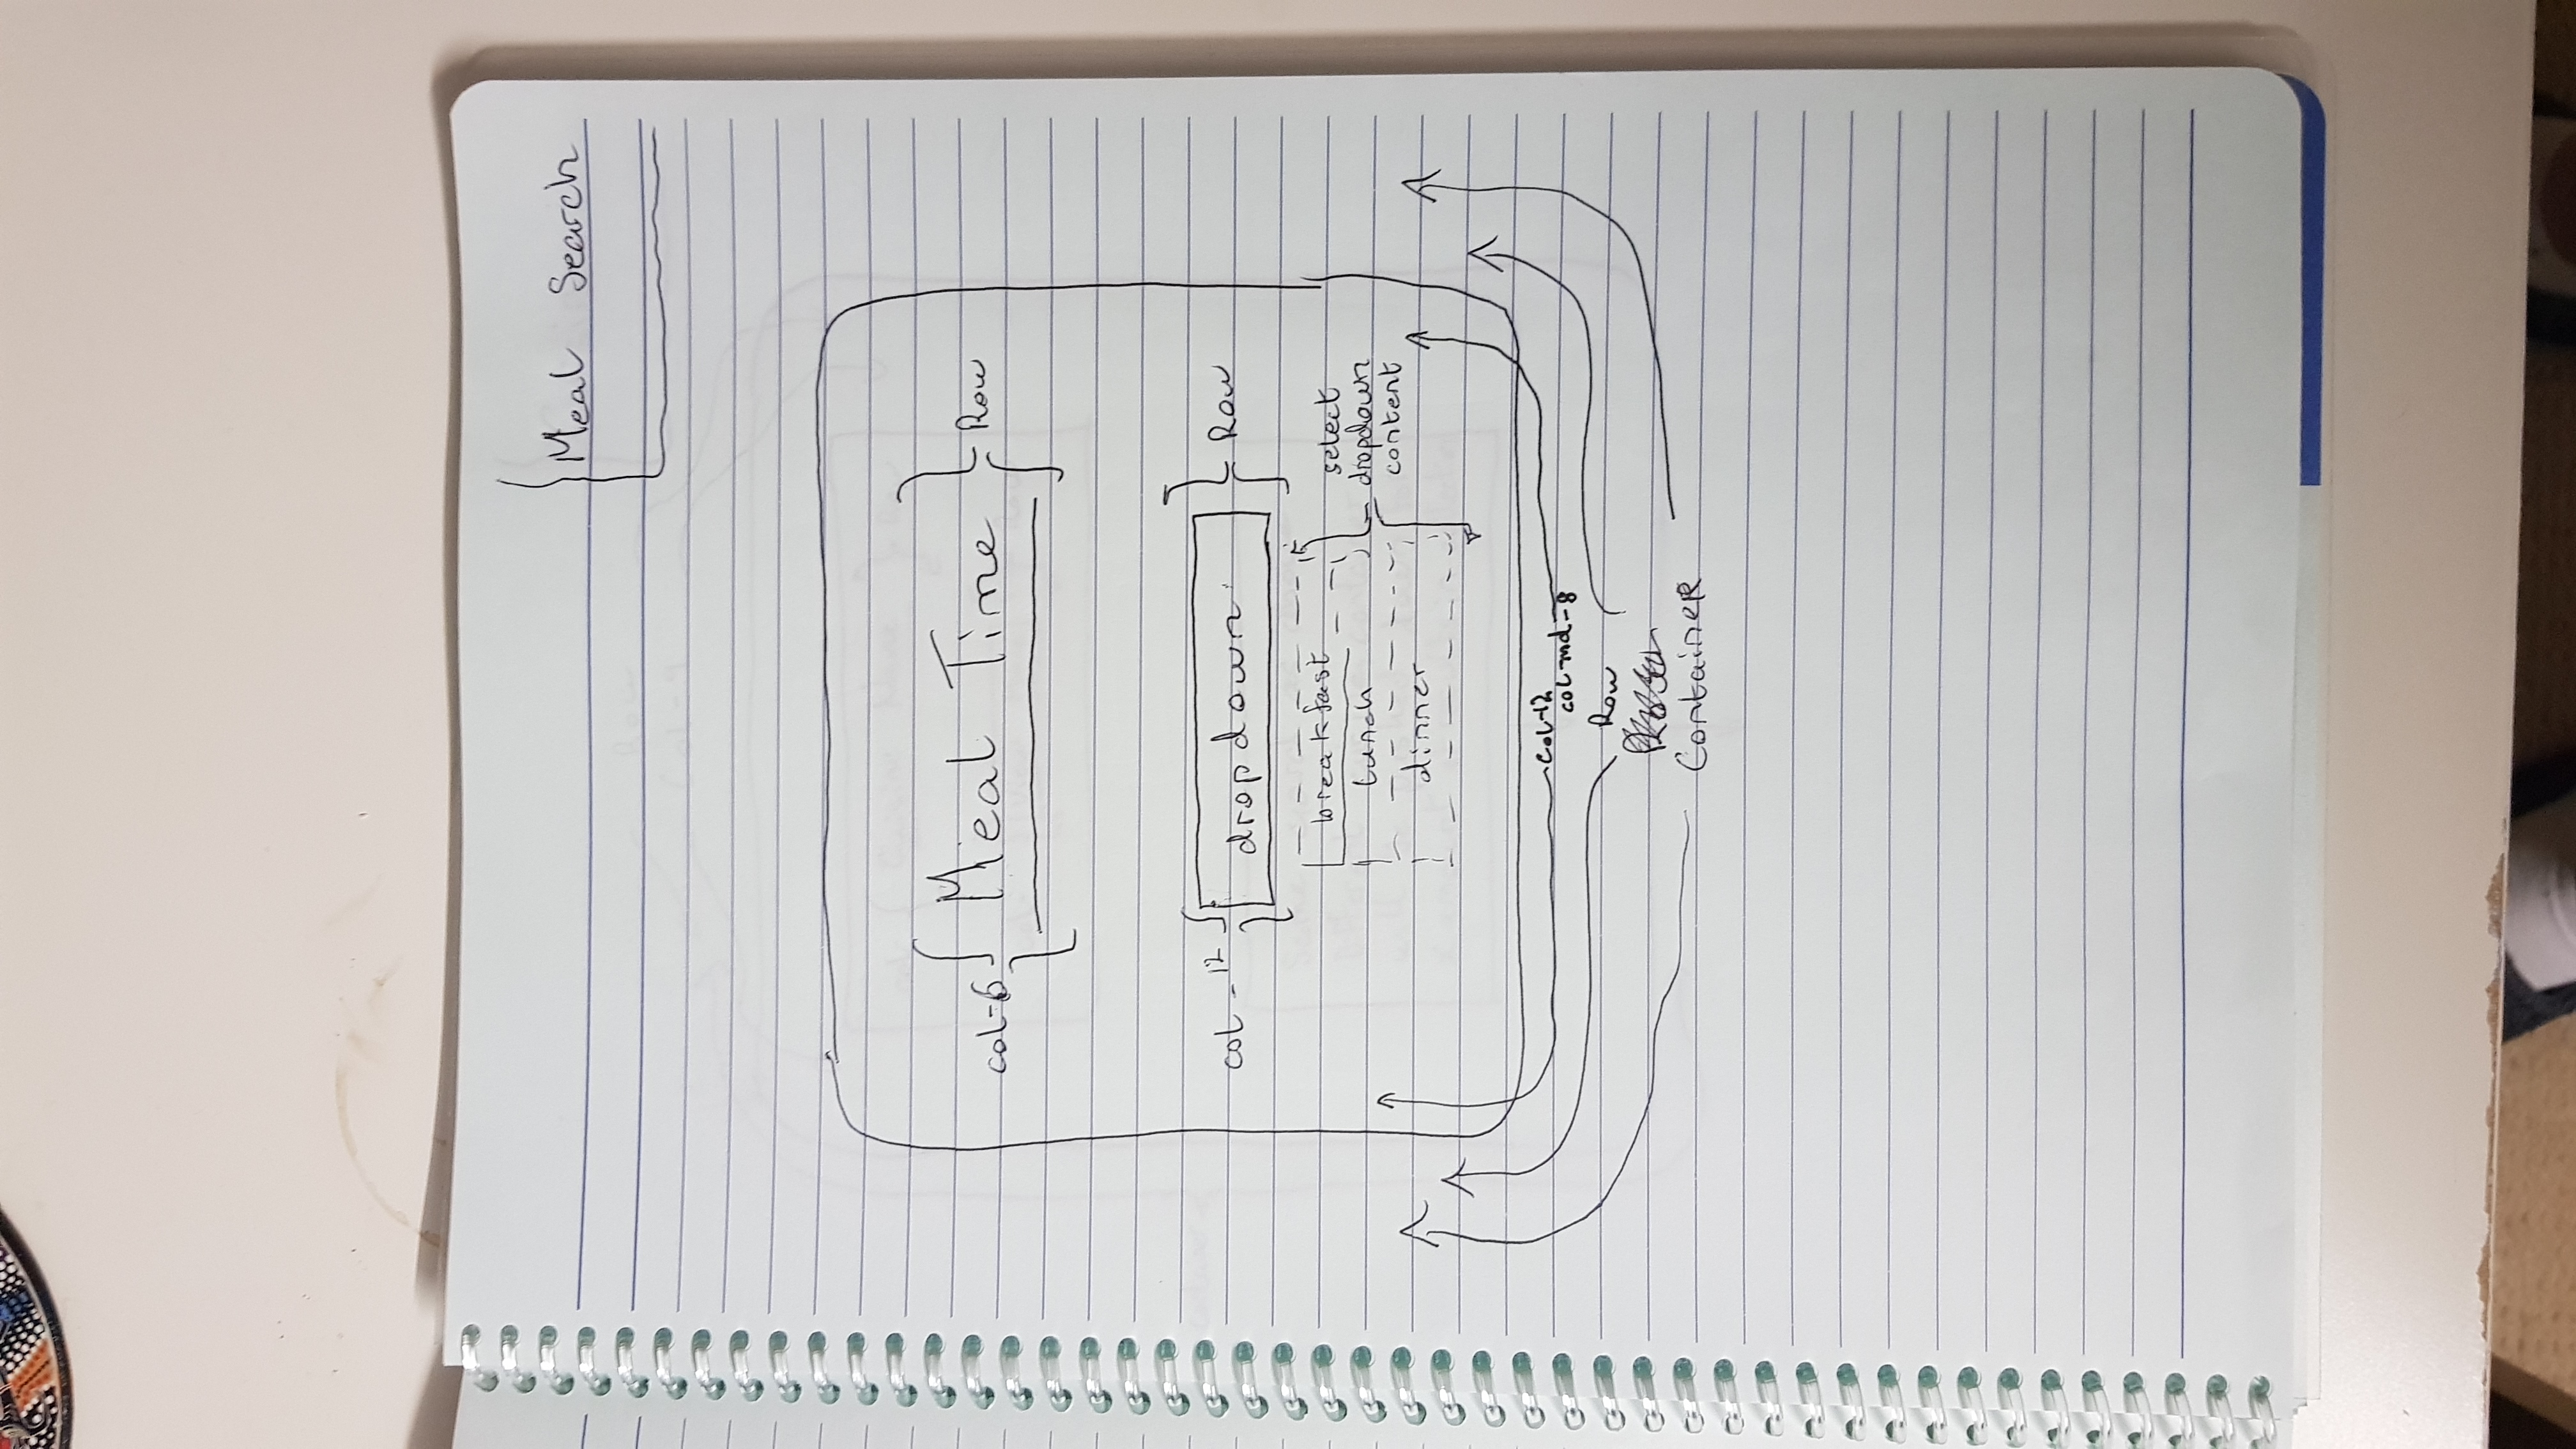 Meal Search
col-6 Meal Time Row
col-12 dropdown Row
breakfast
lunch
dinner
select
dropdown
content
col-12
col-md-8
Row
Container